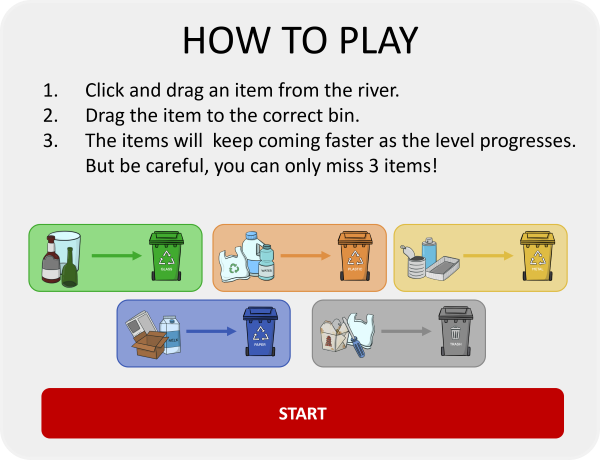 HOW TO PLAY
1. Click and drag an item from the river.
2. Drag the item to the correct bin.
3. The items will keep coming faster as the level progresses.
But be careful, you can only miss 3 items!
GLASS
WATER
PLASTIC
METAL
MILK
PAPER
TRASH
START